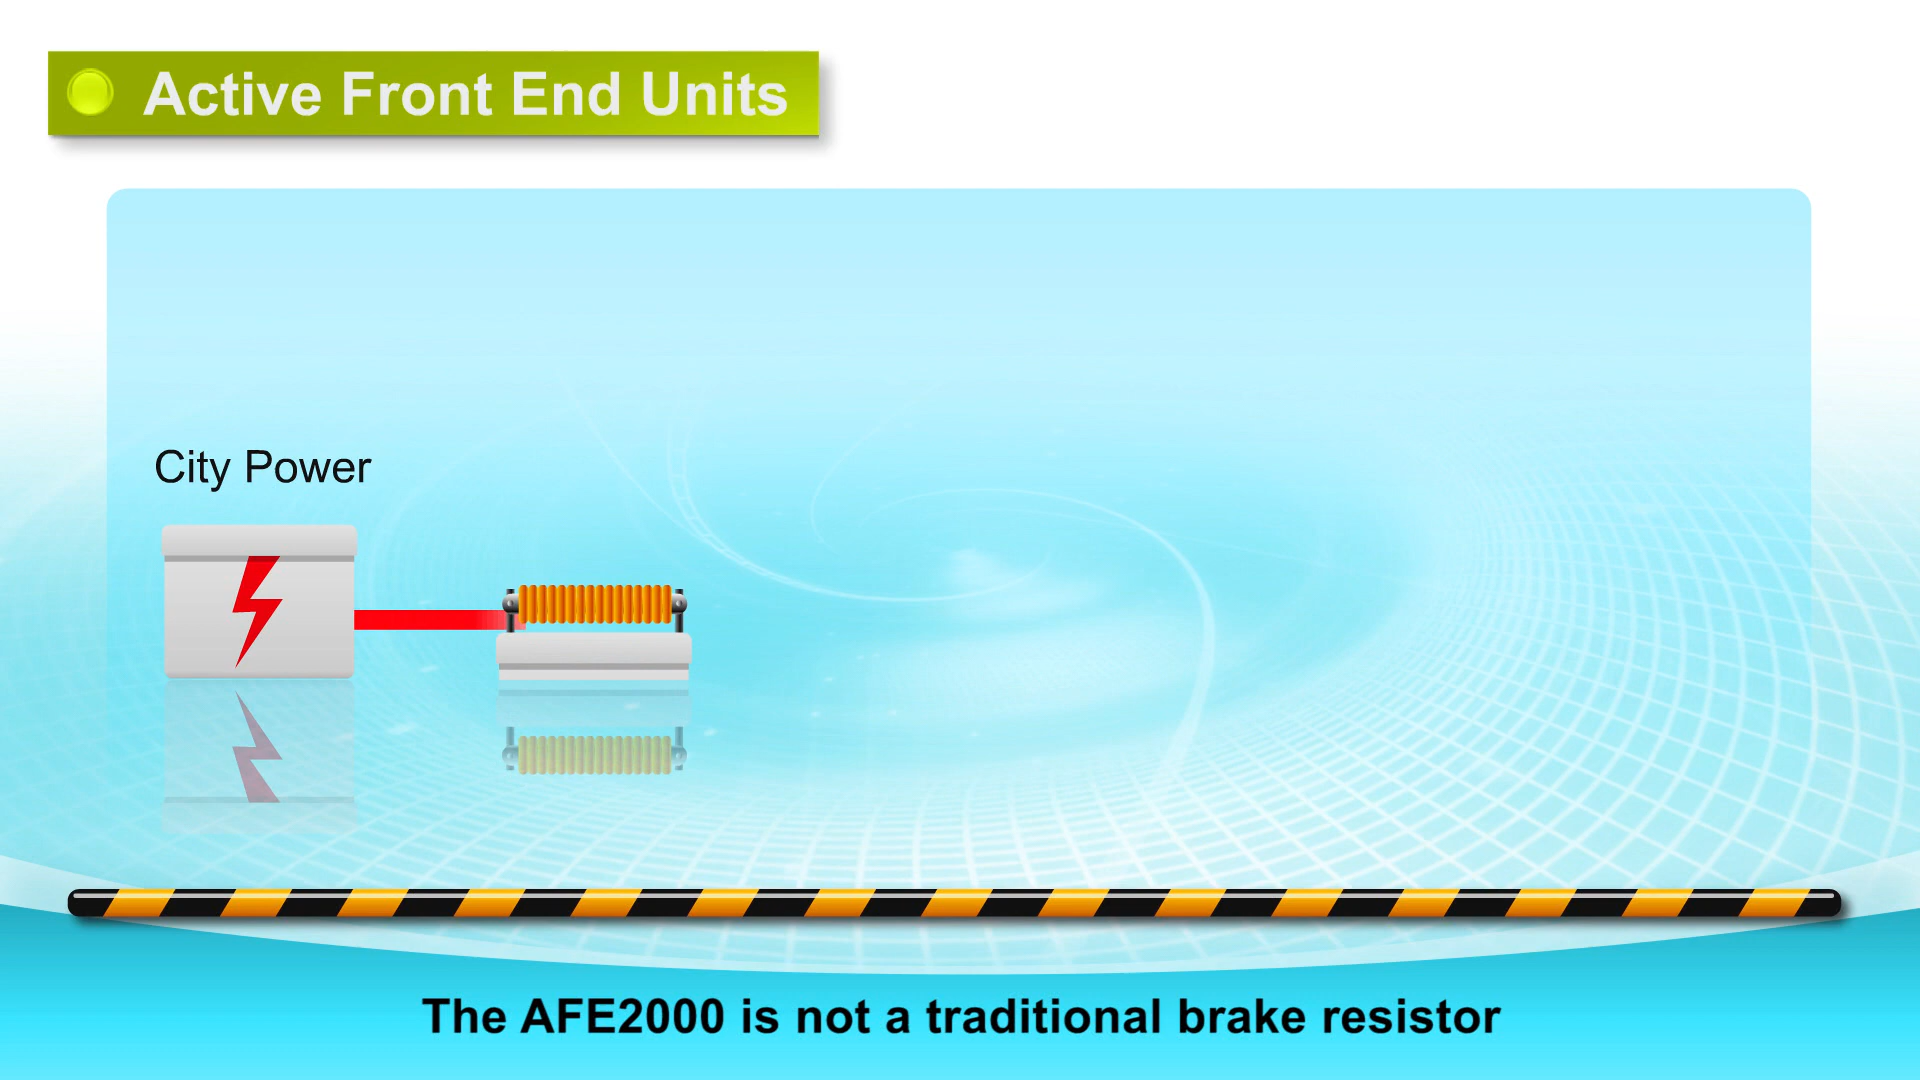 Active Front End Units
City Power
The AFE2000 is not a traditional brake resistor